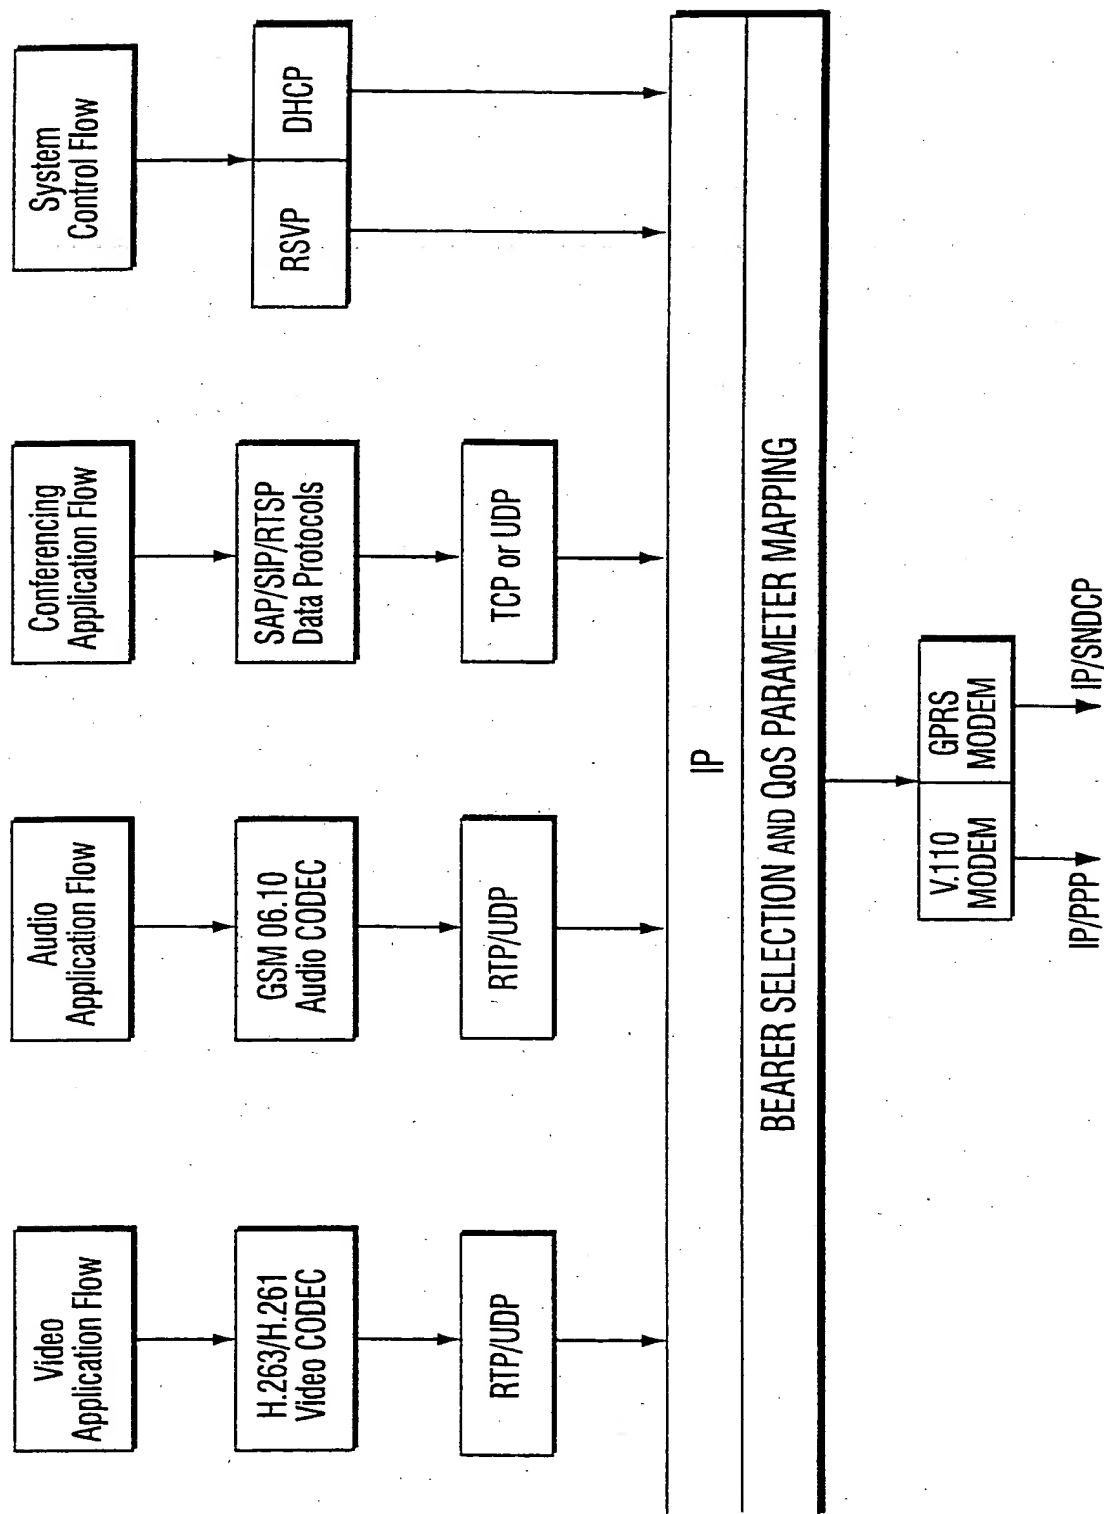 Video
Application Flow
H.263/H.261
Video CODEC
RTP/UDP
Audio
Application Flow
GSM 06.10
Audio CODEC
RTP/UDP
Conferencing
Application Flow
SAP/SIP/RTSP
Data Protocols
TCP or UDP
System
Control Flow
RSVP
DHCP
IP
BEARER SELECTION AND QoS PARAMETER MAPPING
V.110
MODEM
GPRS
MODEM
IP/PPP
IP/SNDCP